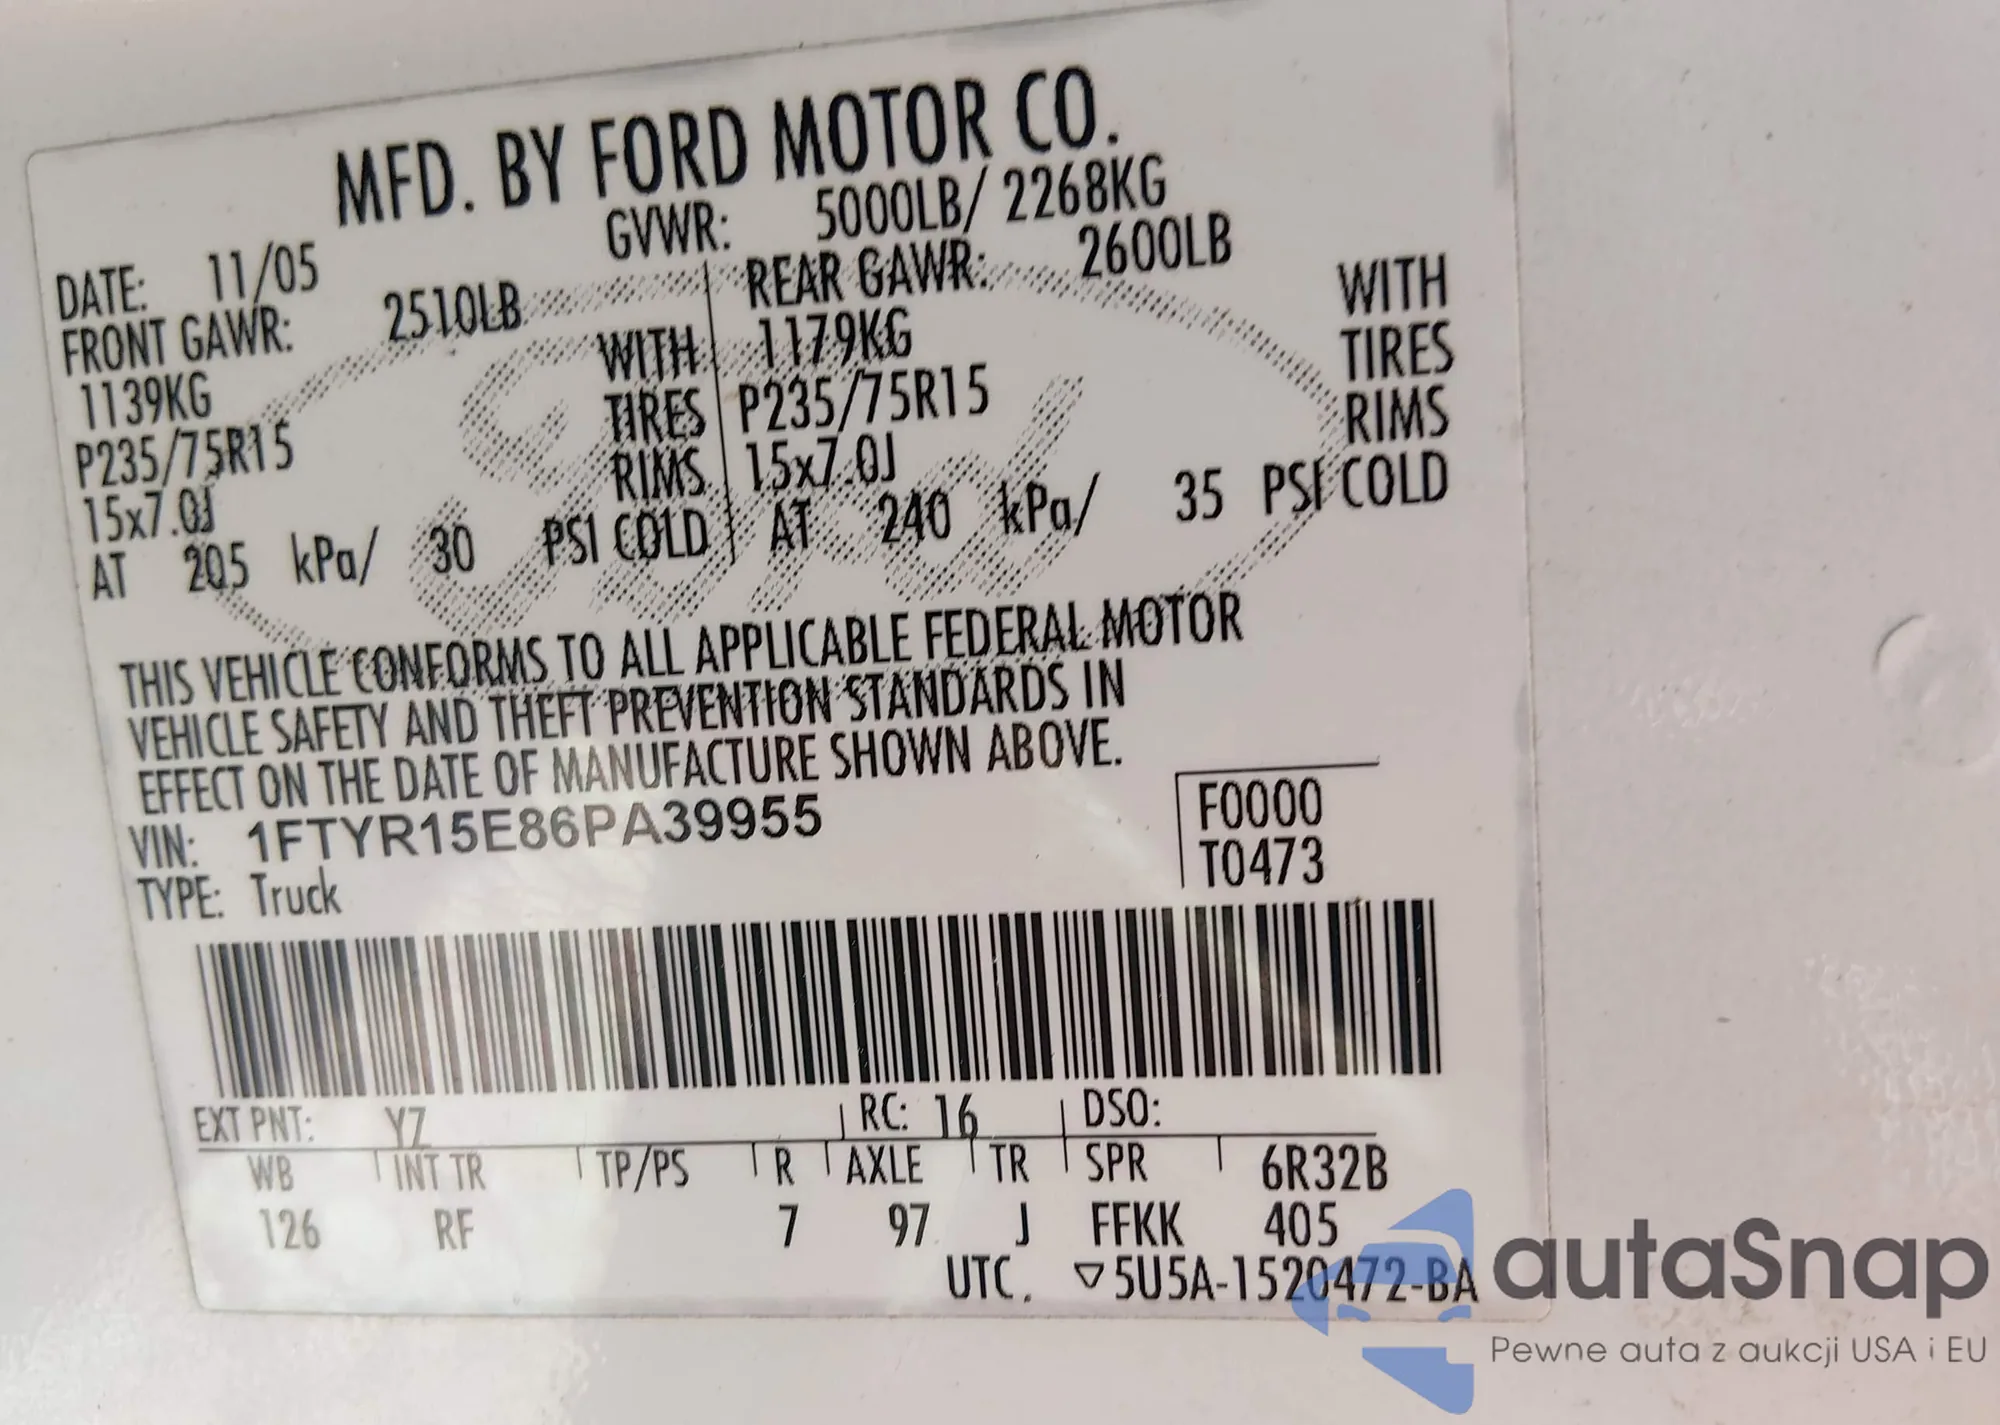 MFD. BY FORD MOTOR CO.
DATE: 11/05 GVWR: 5000LB/ 2268KG
FRONT GAWR: 2510LB REAR GAWR: 2600LB
1139KG WITH 1179KG WITH
P235/75R15 TIRES P235/75R15 TIRES
15x7.0J RIMS 15x7.0J RIMS
AT 205 kPa/ 30 PSI COLD AT 240 kPa/ 35 PSI COLD
THIS VEHICLE CONFORMS TO ALL APPLICABLE FEDERAL MOTOR
VEHICLE SAFETY AND THEFT PREVENTION STANDARDS IN
EFFECT ON THE DATE OF MANUFACTURE SHOWN ABOVE.
VIN: 1FTYR15E86PA39955 F0000
TYPE: Truck T0473
EXT PNT: YZ RC: 16 DSO:
WB INT TR TP/PS R AXLE TR SPR 6R32B
126 RF 7 97 J FFKK 405
UTC. ▽5U5A-1520472-BA
autaSnap
Pewne auta z aukcji USA i EU